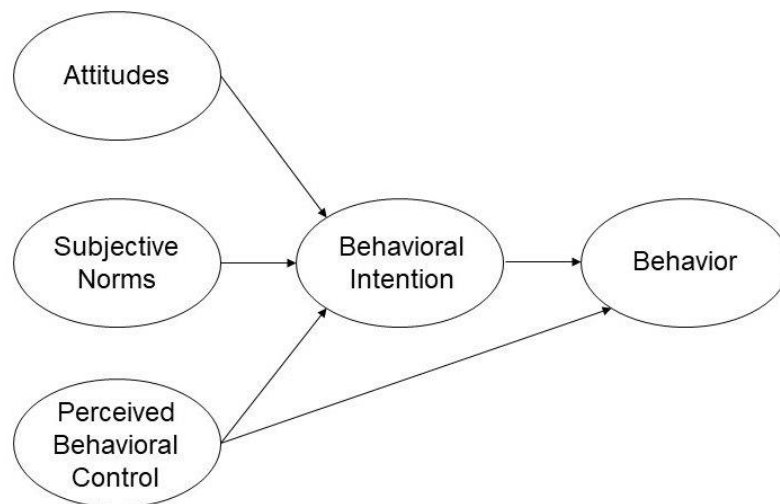 Attitudes
Subjective
Norms
Behavioral
Intention
Behavior
Perceived
Behavioral
Control